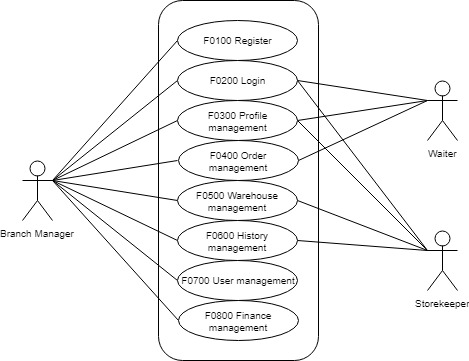 F0100 Register
F0200 Login
F0300 Profile
management
F0400 Order
management
F0500 Warehouse
management
F0600 History
management
F0700 User management
F0800 Finance
management
Branch Manager
Waiter
Storekeeper